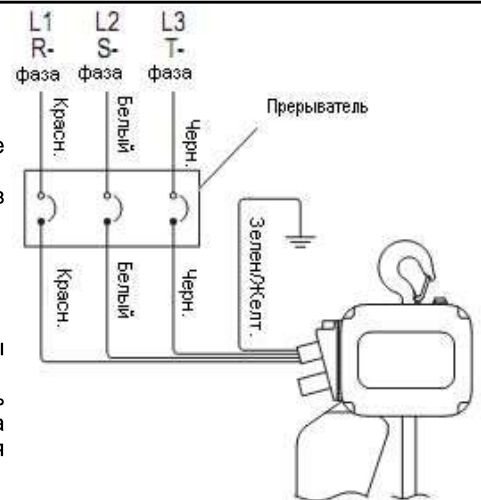 L1 L2 L3
R- S- T-
фаза фаза фаза
Красн.
Белый
Черн.
Прерыватель
е
в
Зелен/Желт.
Красн.
Белый
Черн.
ы
ь
а
я